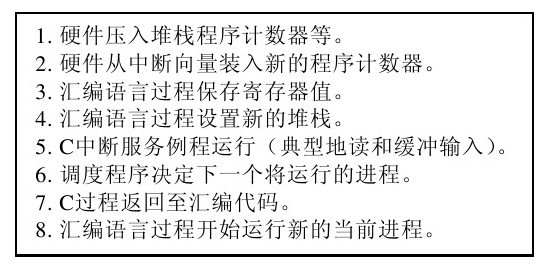 1. 硬件压入堆栈程序计数器等。
2. 硬件从中断向量装入新的程序计数器。
3. 汇编语言过程保存寄存器值。
4. 汇编语言过程设置新的堆栈。
5. C中断服务例程运行（典型地读和缓冲输入）。
6. 调度程序决定下一个将运行的进程。
7. C过程返回至汇编代码。
8. 汇编语言过程开始运行新的当前进程。